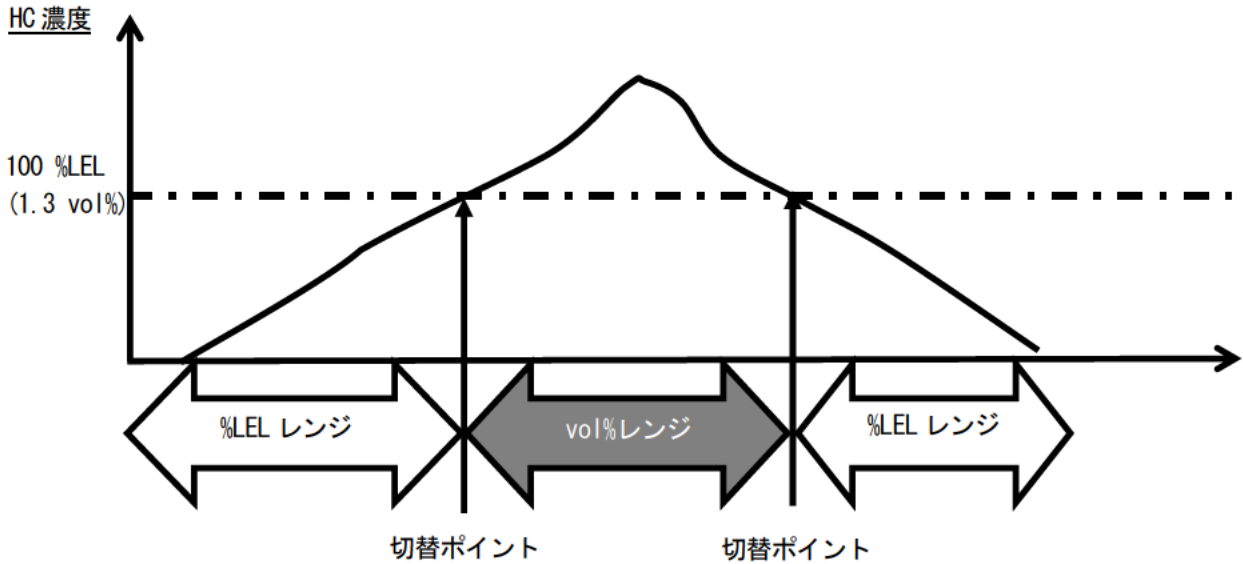 HC 濃度
100 %LEL
(1.3 vol%)
%LEL レンジ
vol%レンジ
%LEL レンジ
切替ポイント
切替ポイント